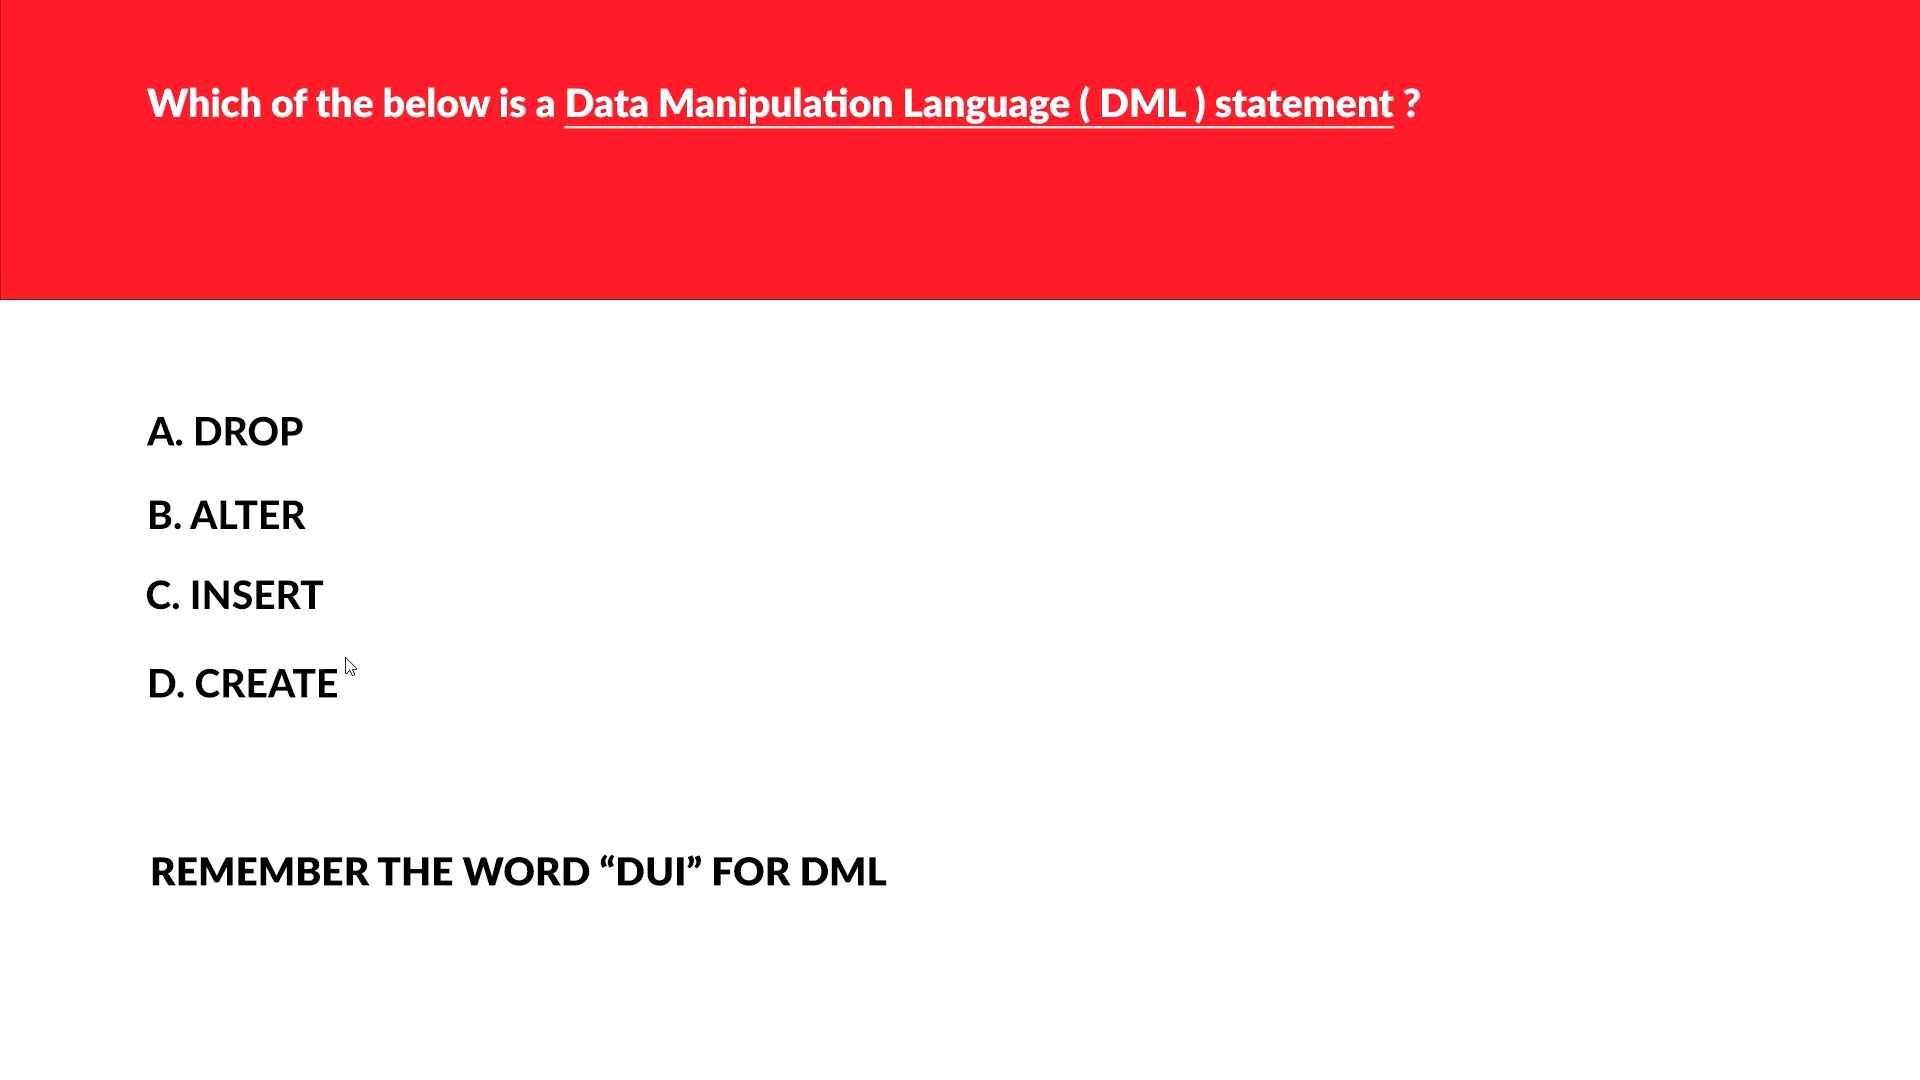 Which of the below is a Data Manipulation Language ( DML ) statement ?
A. DROP
B. ALTER
C. INSERT
D. CREATE
REMEMBER THE WORD “DUI” FOR DML